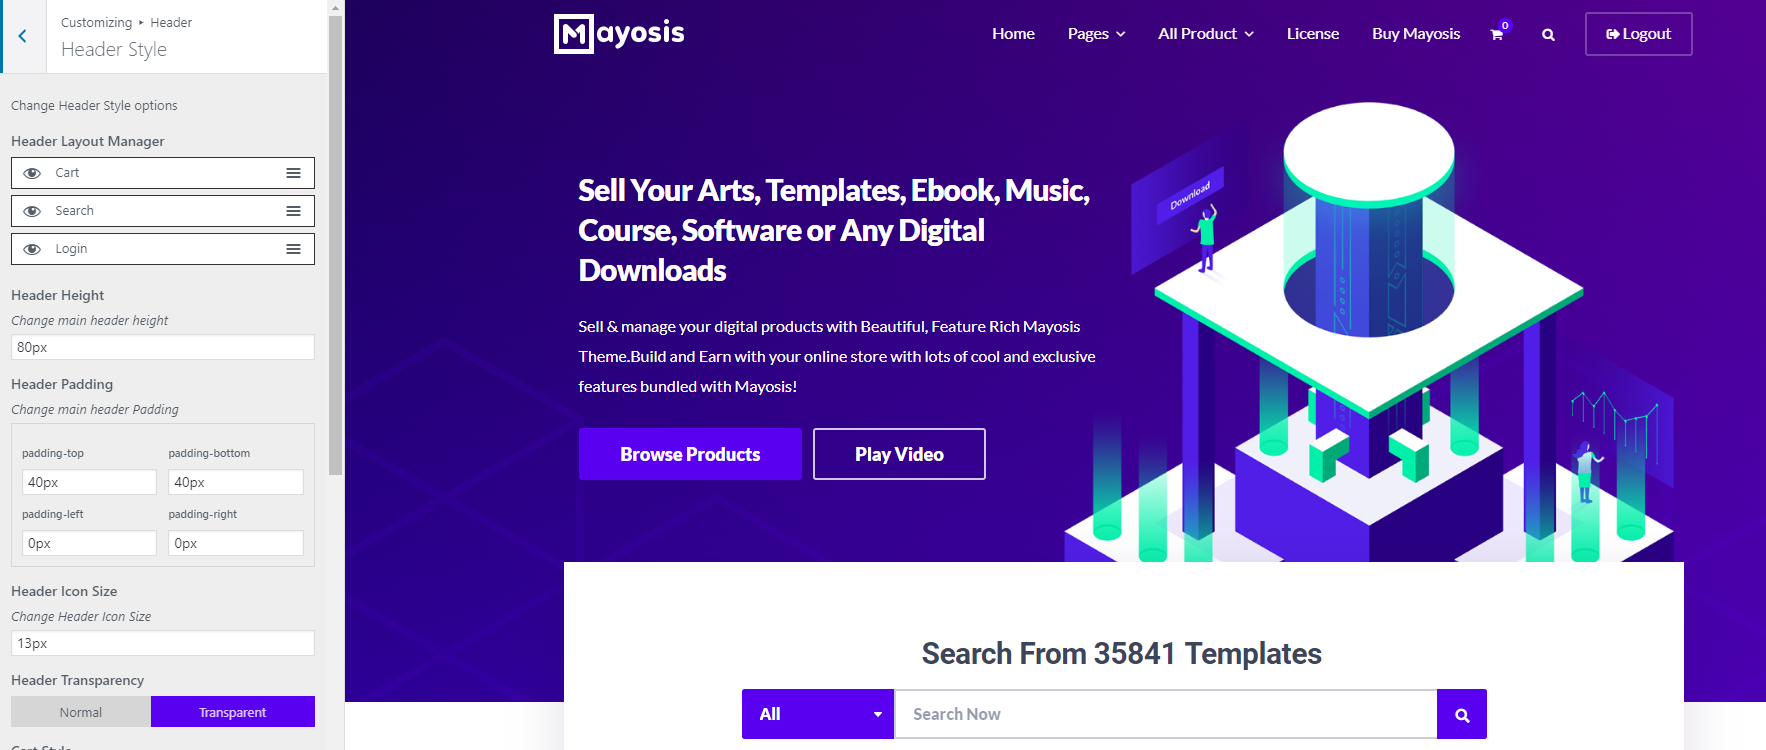 Customizing ▸ Header
Header Style
Change Header Style options
Header Layout Manager
Cart
Search
Login
Header Height
Change main header height
80px
Header Padding
Change main header Padding
padding-top
padding-bottom
40px
40px
padding-left
padding-right
0px
0px
Header Icon Size
Change Header Icon Size
13px
Header Transparency
Normal
Transparent
Cart Style
Mayosis
Home
Pages
All Product
License
Buy Mayosis
0
Logout
Sell Your Arts, Templates, Ebook, Music,
Course, Software or Any Digital
Downloads
Sell & manage your digital products with Beautiful, Feature Rich Mayosis
Theme.Build and Earn with your online store with lots of cool and exclusive
features bundled with Mayosis!
Browse Products
Play Video
Download
Search From 35841 Templates
All
Search Now